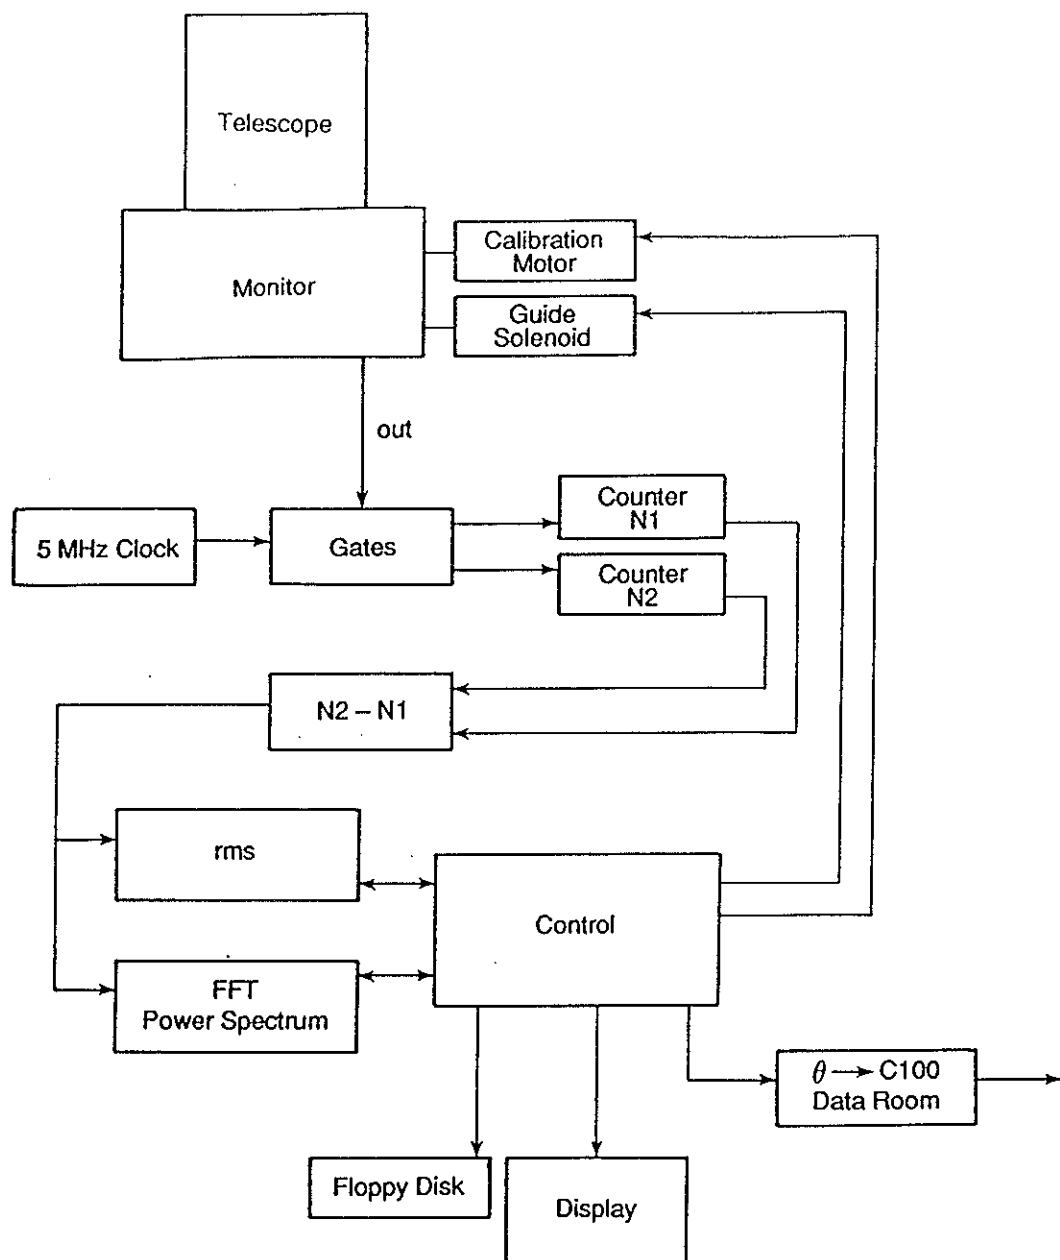 Telescope
Monitor
Calibration
Motor
Guide
Solenoid
out
5 MHz Clock
Gates
Counter
N1
Counter
N2
N2 – N1
rms
Control
FFT
Power Spectrum
θ → C100
Data Room
Floppy Disk
Display